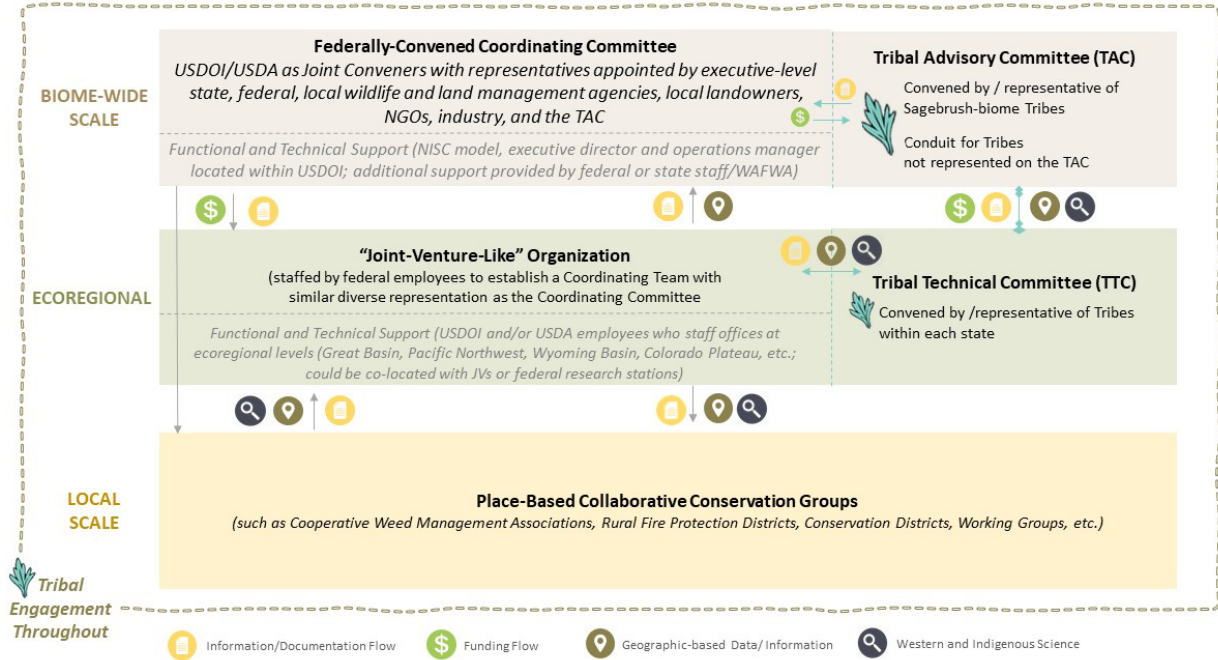 BIOME-WIDE
SCALE
Federally-Convened Coordinating Committee
USDOI/USDA as Joint Conveners with representatives appointed by executive-level
state, federal, local wildlife and land management agencies, local landowners,
NGOs, industry, and the TAC
Functional and Technical Support (NISC model, executive director and operations manager
located within USDOI; additional support provided by federal or state staff/WAFWA)
Tribal Advisory Committee (TAC)
Convened by / representative of
Sagebrush-biome Tribes
Conduit for Tribes
not represented on the TAC
$
$
$
ECOREGIONAL
“Joint-Venture-Like” Organization
(staffed by federal employees to establish a Coordinating Team with
similar diverse representation as the Coordinating Committee
Functional and Technical Support (USDOI and/or USDA employees who staff offices at
ecoregional levels (Great Basin, Pacific Northwest, Wyoming Basin, Colorado Plateau, etc.;
could be co-located with JVs or federal research stations)
Tribal Technical Committee (TTC)
Convened by /representative of Tribes
within each state
LOCAL
SCALE
Place-Based Collaborative Conservation Groups
(such as Cooperative Weed Management Associations, Rural Fire Protection Districts, Conservation Districts, Working Groups, etc.)
Tribal
Engagement
Throughout
Information/Documentation Flow
$
Funding Flow
Geographic-based Data/ Information
Western and Indigenous Science